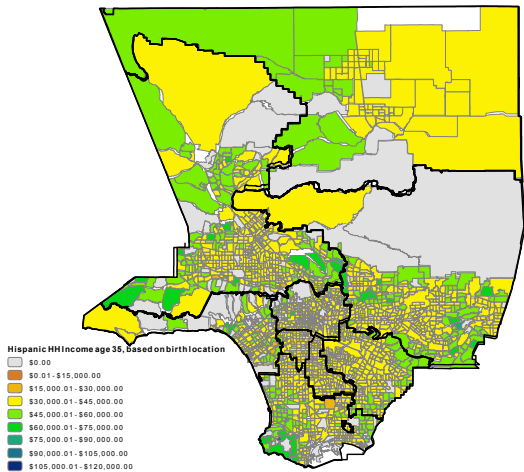 Hispanic HH Income age 35, based on birth location
$0.00
$0.01 - $15,000.00
$15,000.01 - $30,000.00
$30,000.01 - $45,000.00
$45,000.01 - $60,000.00
$60,000.01 - $75,000.00
$75,000.01 - $90,000.00
$90,000.01 - $105,000.00
$105,000.01 - $120,000.00